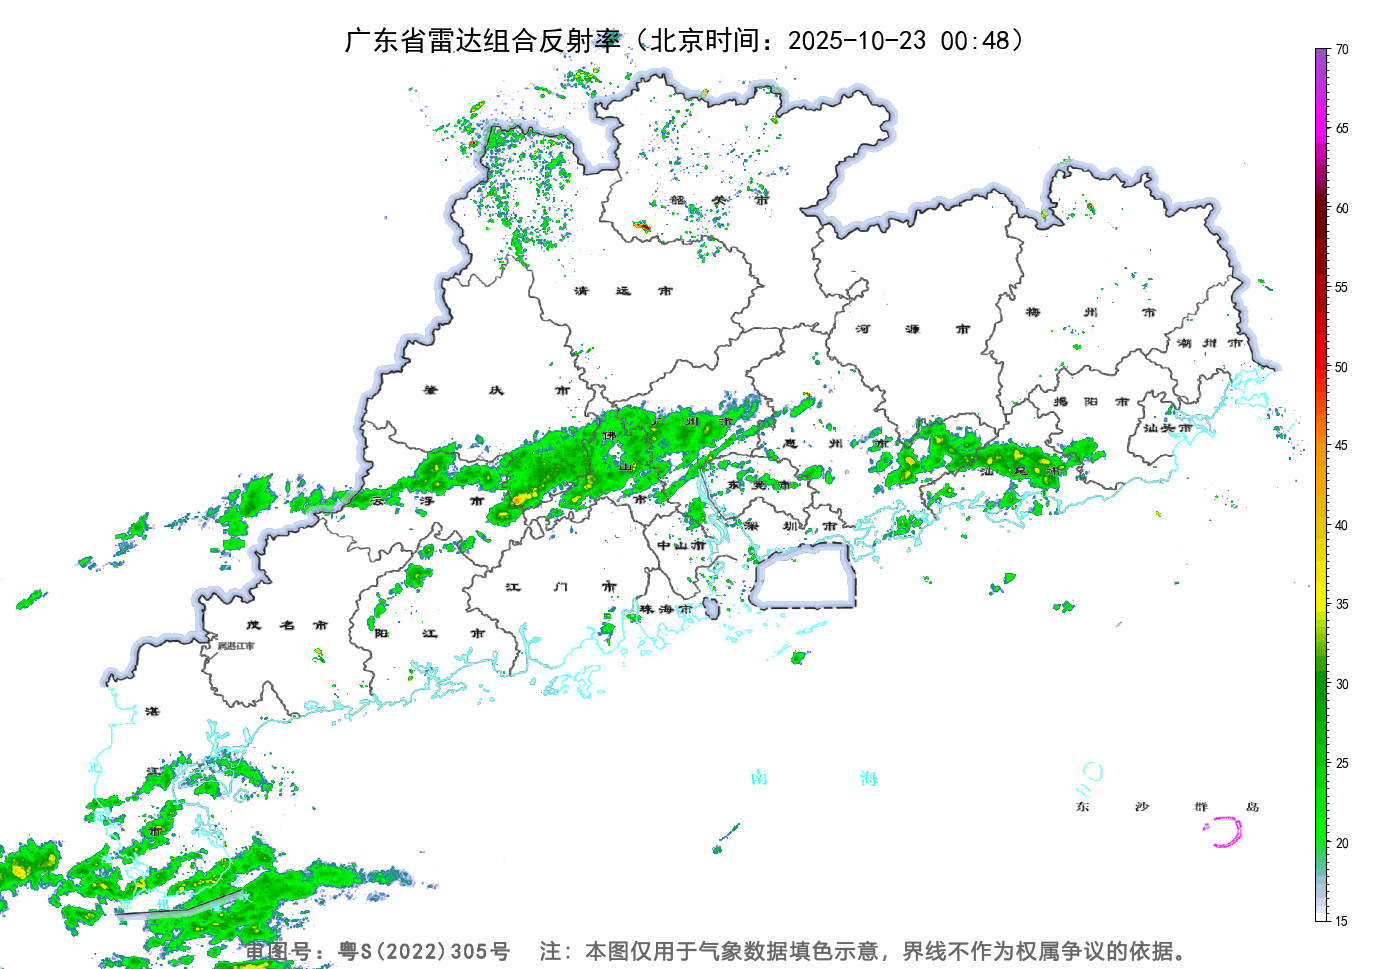 广东省雷达组合反射率（北京时间：2025-10-23 00:48）
70
65
60
55
50
45
40
35
30
25
20
15
韶 关 市
清 远 市
梅 州 市
河 源 市
潮 州 市
肇 庆 市
揭 阳 市
汕头市
广 州 市
佛 山 市
惠 州 市
汕 尾 市
东 莞 市
云 浮 市
深 圳 市
中山市
江 门 市
珠海市
茂 名 市
阳 江 市
属湛江市
湛 江 市
南 海
东 沙 群 岛
审图号：粤S(2022)305号 注：本图仅用于气象数据填色示意，界线不作为权属争议的依据。